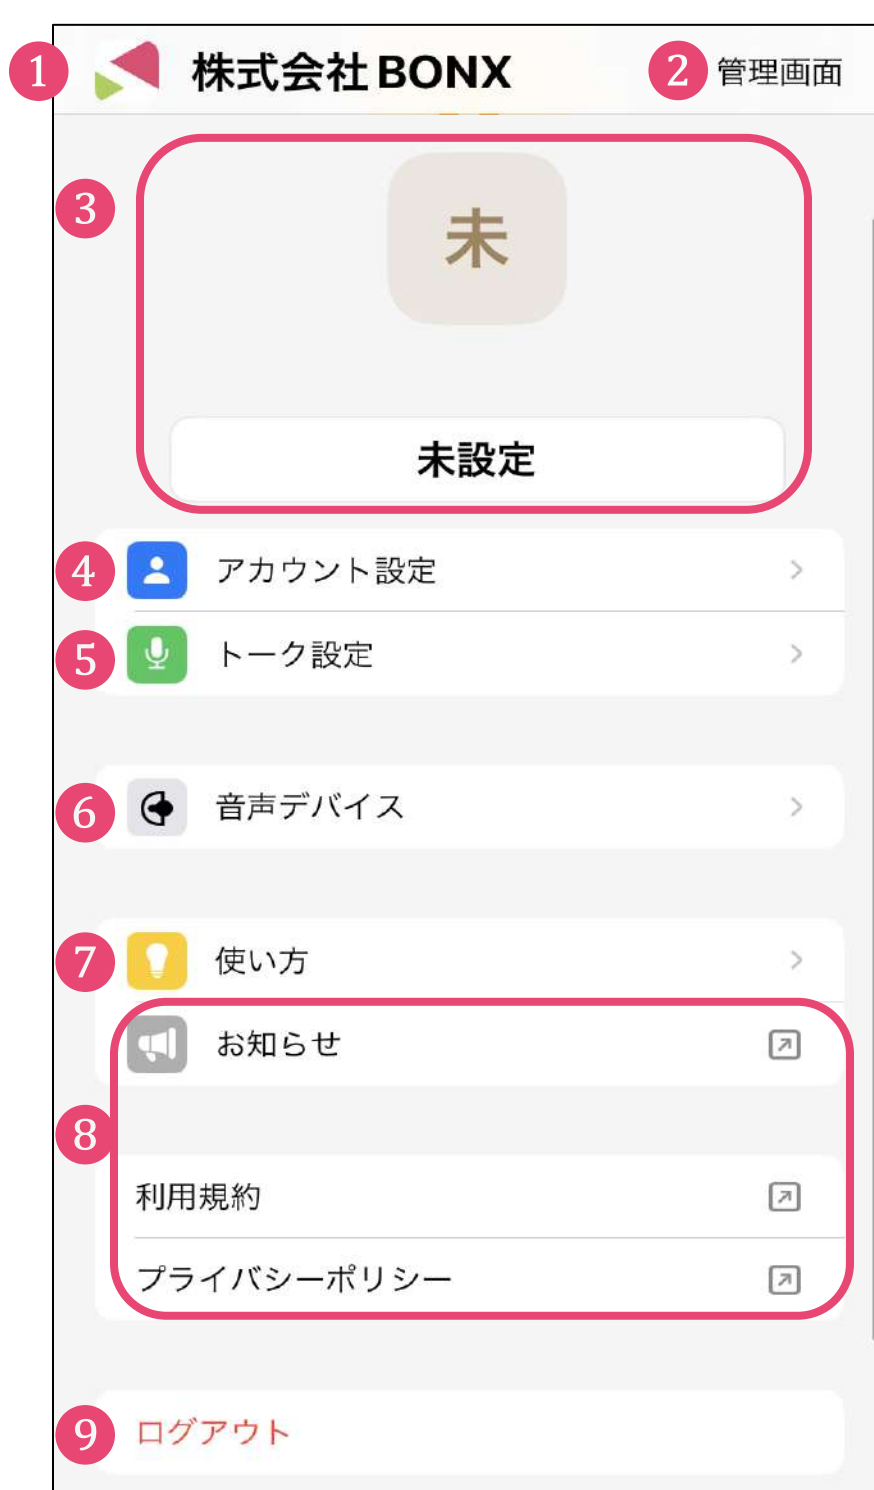 1 株式会社 BONX 2 管理画面
3
未
未設定
4 アカウント設定
5 トーク設定
6 音声デバイス
7 使い方
お知らせ
8
利用規約
プライバシーポリシー
9 ログアウト